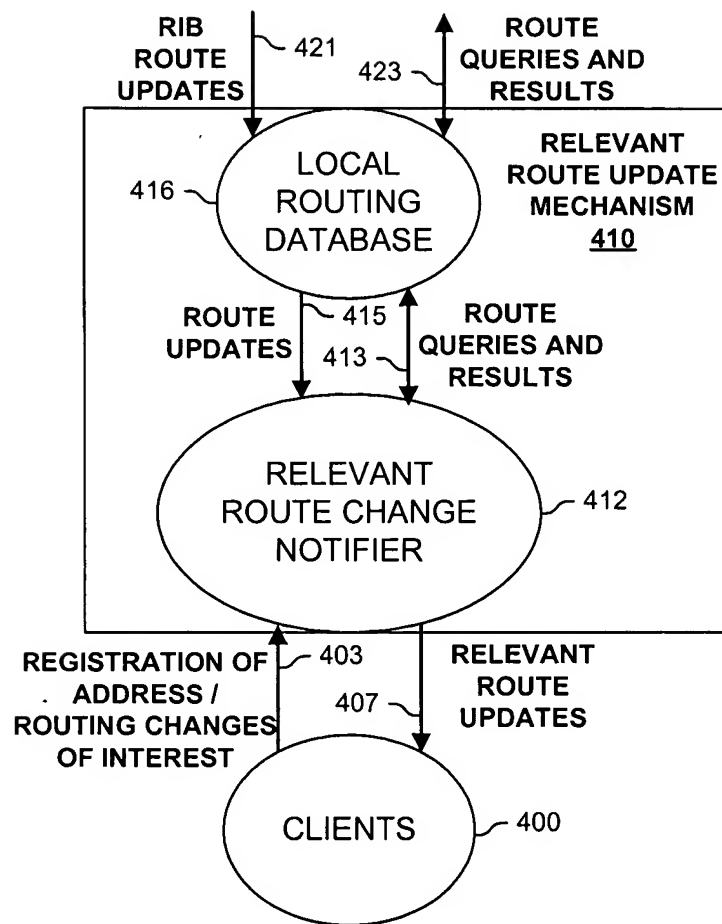 RIB
ROUTE
UPDATES
421
423
ROUTE
QUERIES AND
RESULTS
416
LOCAL
ROUTING
DATABASE
RELEVANT
ROUTE UPDATE
MECHANISM
410
ROUTE
UPDATES
415
413
ROUTE
QUERIES AND
RESULTS
RELEVANT
ROUTE CHANGE
NOTIFIER
412
REGISTRATION OF
ADDRESS /
ROUTING CHANGES
OF INTEREST
403
407
RELEVANT
ROUTE
UPDATES
CLIENTS
400